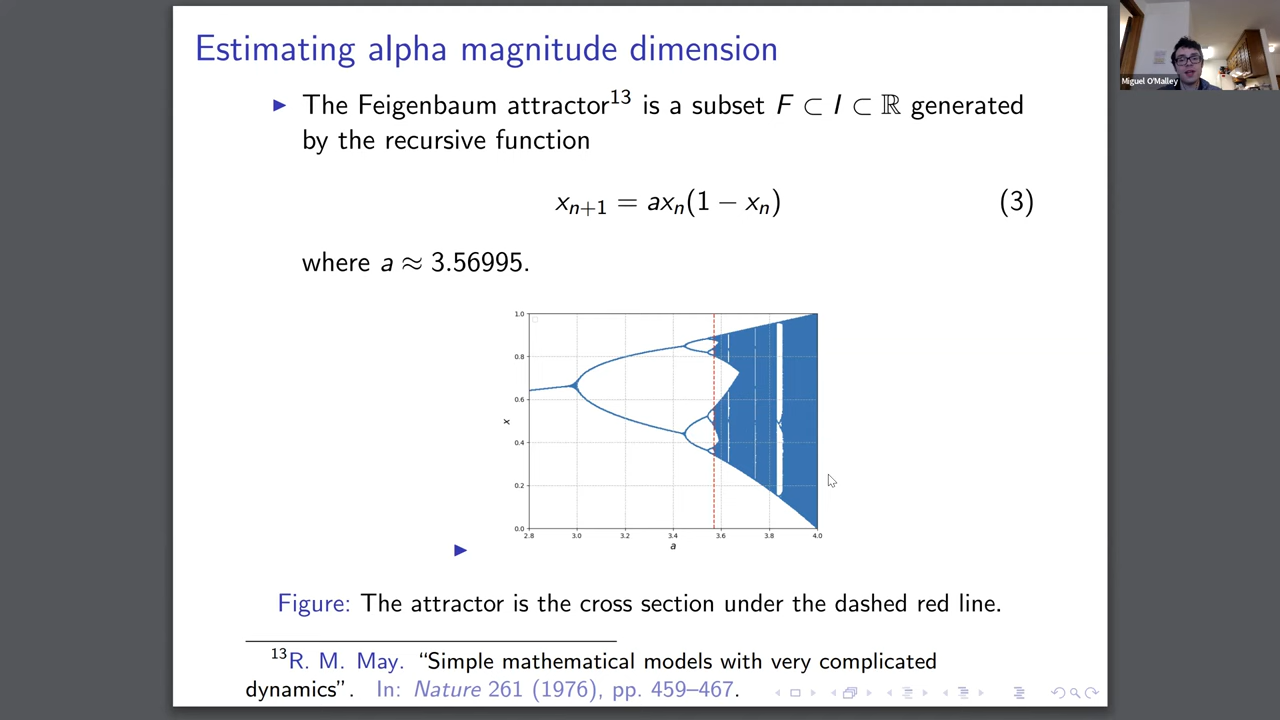 Estimating alpha magnitude dimension
▶ The Feigenbaum attractor¹³ is a subset F ⊂ I ⊂ ℝ generated
by the recursive function
xₙ₊₁ = axₙ(1 − xₙ) (3)
where a ≈ 3.56995.
1.0
0.8
0.6
0.4
0.2
0.0
x
2.8 3.0 3.2 3.4 3.6 3.8 4.0
a
▶
Figure: The attractor is the cross section under the dashed red line.
¹³R. M. May. “Simple mathematical models with very complicated
dynamics”. In: Nature 261 (1976), pp. 459–467.
Miguel O'Malley